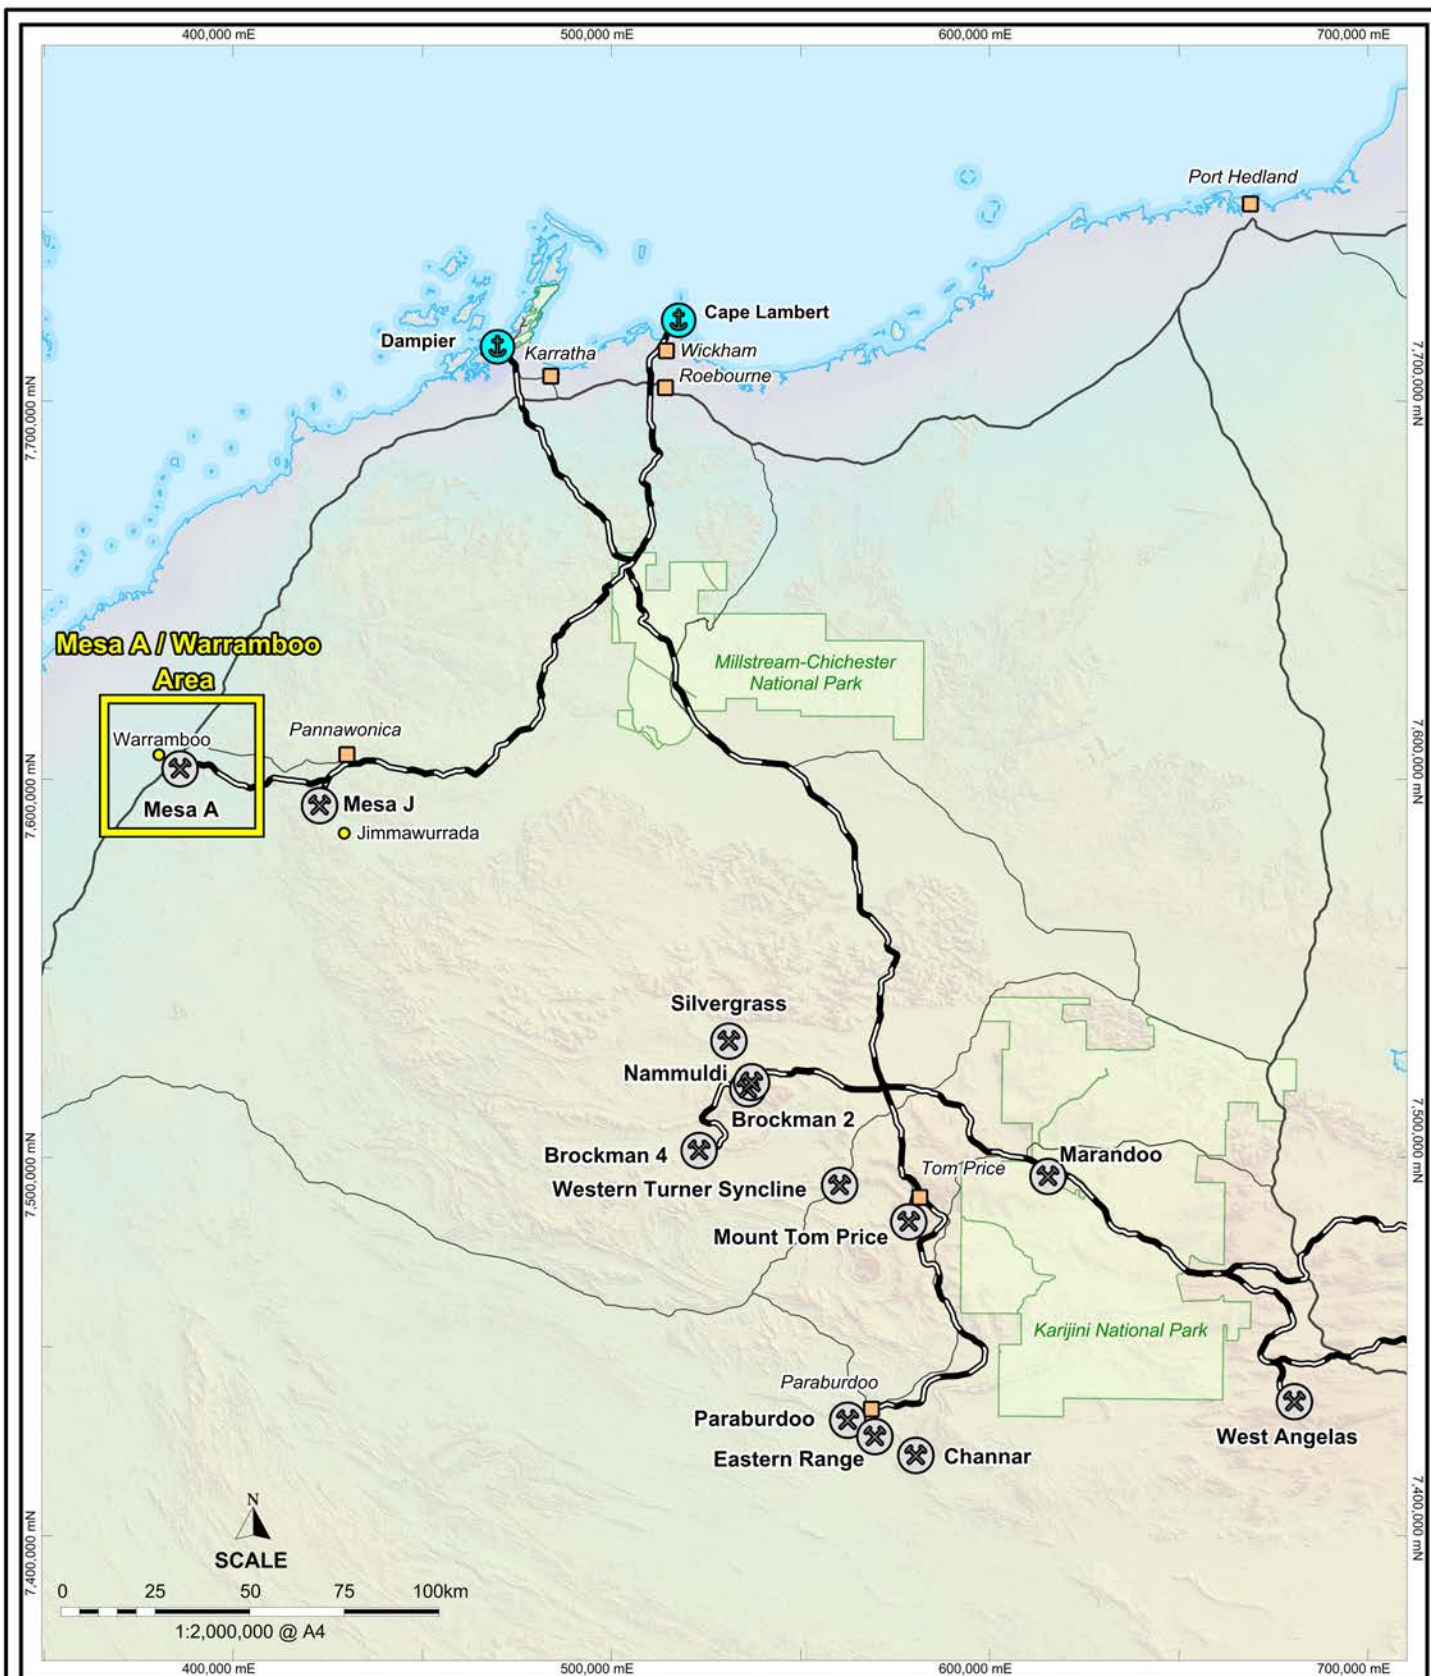 400,000 mE
500,000 mE
600,000 mE
700,000 mE
Port Hedland
Cape Lambert
Dampier
Karratha
Wickham
Roebourne
7,700,000 mN
7,700,000 mN
Mesa A / Warramboo
Area
Millstream-Chichester
National Park
Warramboo
Pannawonica
Mesa A
Mesa J
Jimmawurrada
7,600,000 mN
7,600,000 mN
Silvergrass
Nammuldi
Brockman 2
Brockman 4
Marandoo
Tom Price
Western Turner Syncline
Mount Tom Price
7,500,000 mN
7,500,000 mN
Karijini National Park
Paraburdoo
Paraburdoo
West Angelas
Eastern Range
Channar
7,400,000 mN
7,400,000 mN
N
SCALE
0 25 50 75 100km
1:2,000,000 @ A4
400,000 mE
500,000 mE
600,000 mE
700,000 mE